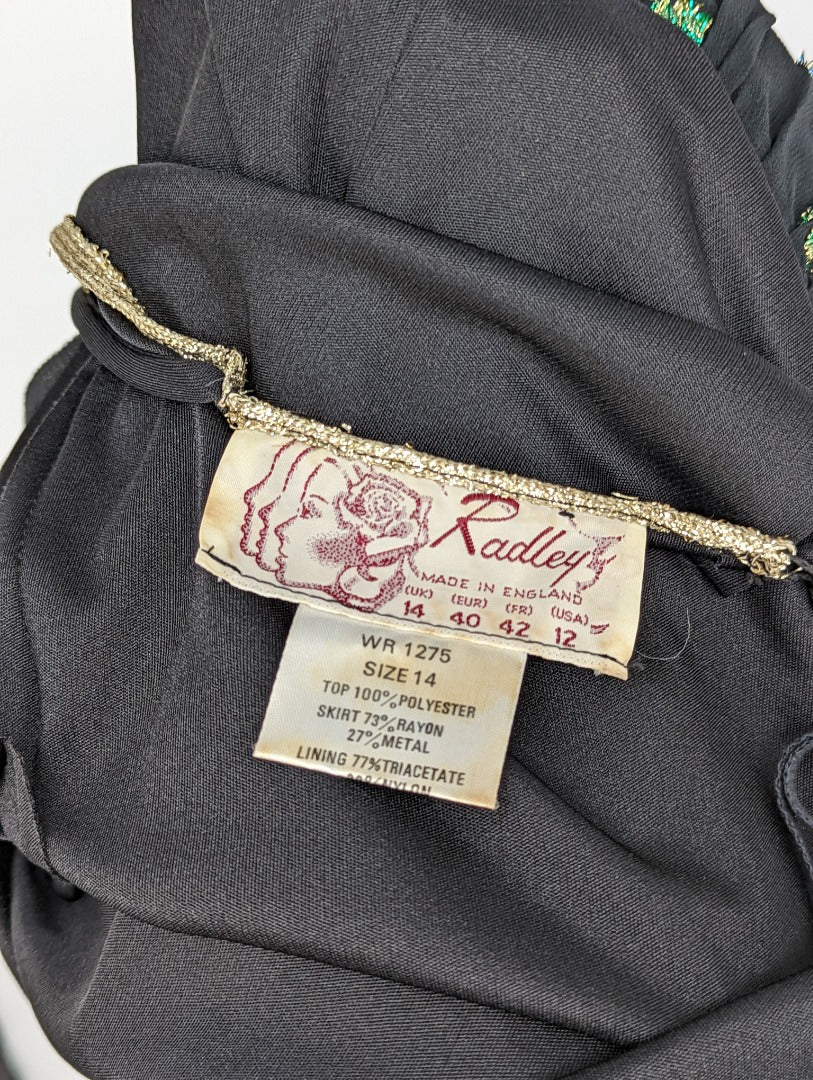 Radley
MADE IN ENGLAND
(UK) (EUR) (FR) (USA)
14 40 42 12
WR 1275
SIZE 14
TOP 100% POLYESTER
SKIRT 73% RAYON
27% METAL
LINING 77% TRIACETATE
NYLON